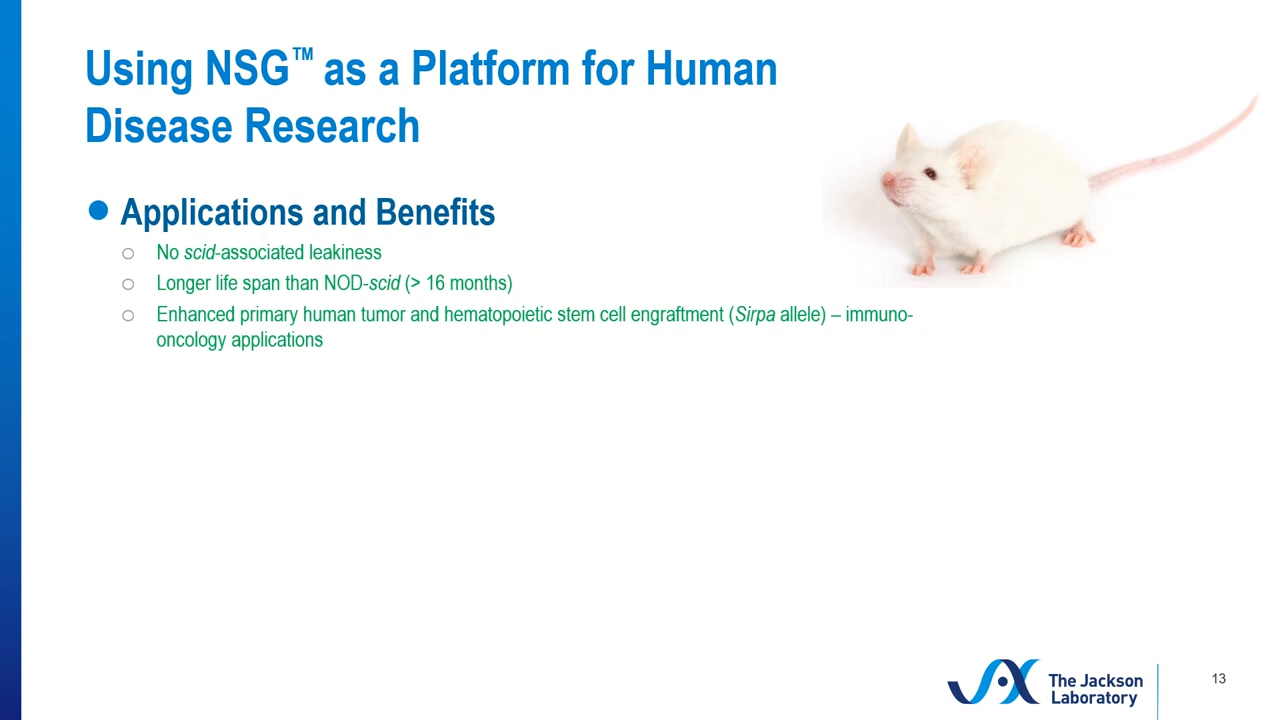 Using NSG™ as a Platform for Human
Disease Research
Applications and Benefits
No scid-associated leakiness
Longer life span than NOD-scid (> 16 months)
Enhanced primary human tumor and hematopoietic stem cell engraftment (Sirpa allele) – immuno-
oncology applications
The Jackson
Laboratory
13